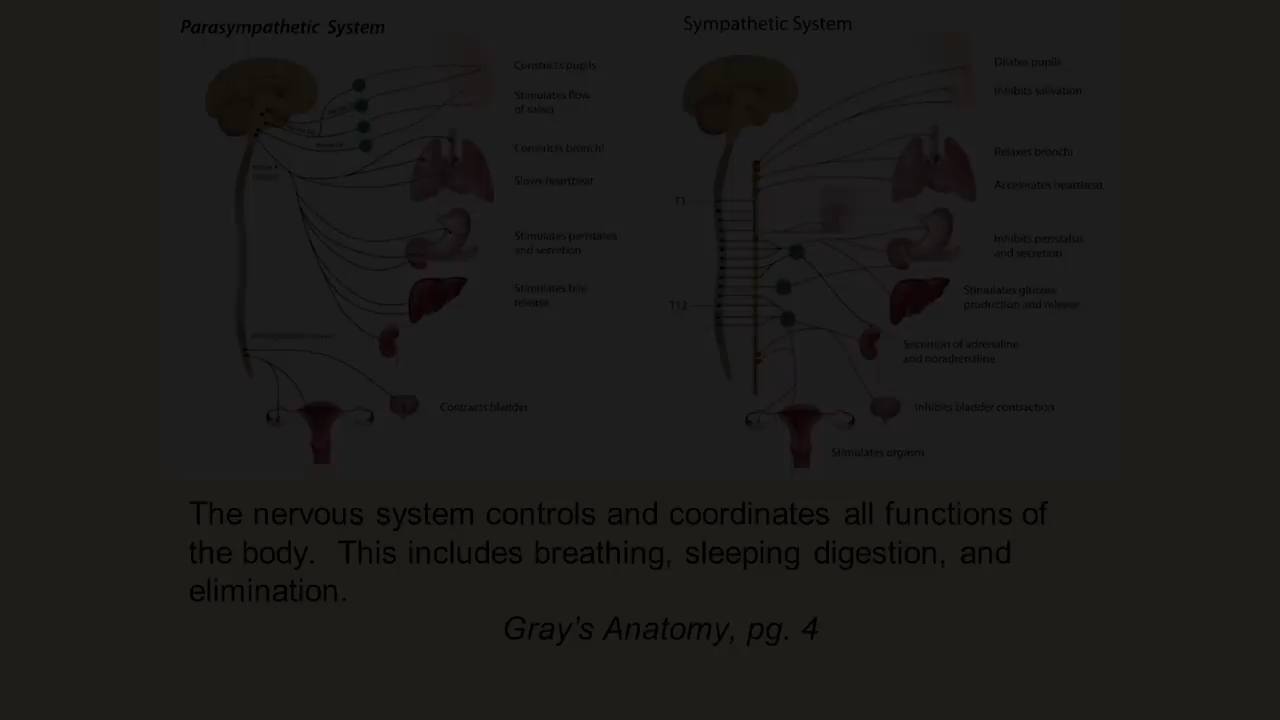 Parasympathetic System
Constricts pupils
Stimulates flow
of saliva
Constricts bronchi
Slows heartbeat
Stimulates peristalsis
and secretion
Stimulates bile
release
Contracts bladder
Sympathetic System
Dilates pupils
Inhibits salivation
Relaxes bronchi
Accelerates heartbeat
T1
Inhibits peristalsis
and secretion
T12
Stimulates glucose
production and release
Secretion of adrenaline
and noradrenaline
Inhibits bladder contraction
Stimulates orgasm
The nervous system controls and coordinates all functions of
the body. This includes breathing, sleeping digestion, and
elimination.
Gray's Anatomy, pg. 4